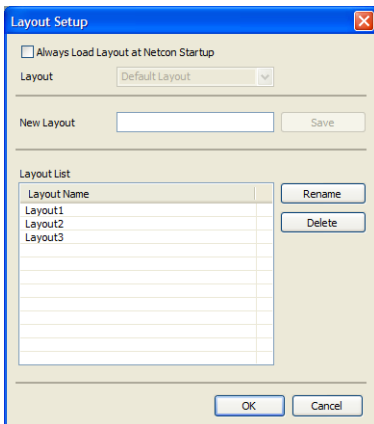 Layout Setup
Always Load Layout at Netcon Startup
Layout Default Layout
New Layout Save
Layout List
Layout Name Rename
Layout1 Delete
Layout2
Layout3
OK Cancel